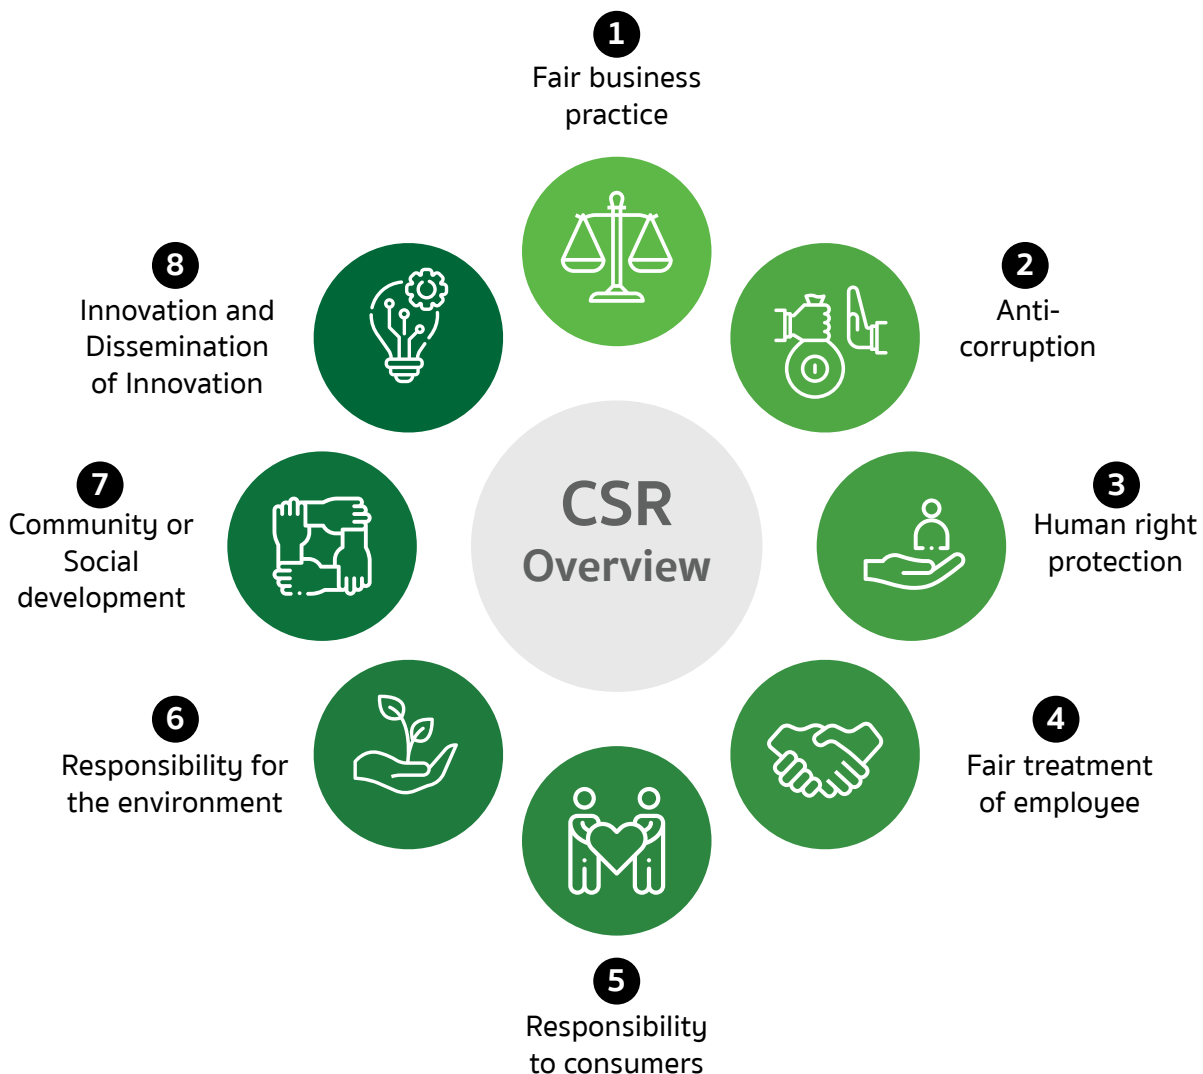 1
Fair business
practice
2
Anti-
corruption
3
Human right
protection
4
Fair treatment
of employee
5
Responsibility
to consumers
6
Responsibility for
the environment
7
Community or
Social
development
8
Innovation and
Dissemination
of Innovation
CSR
Overview